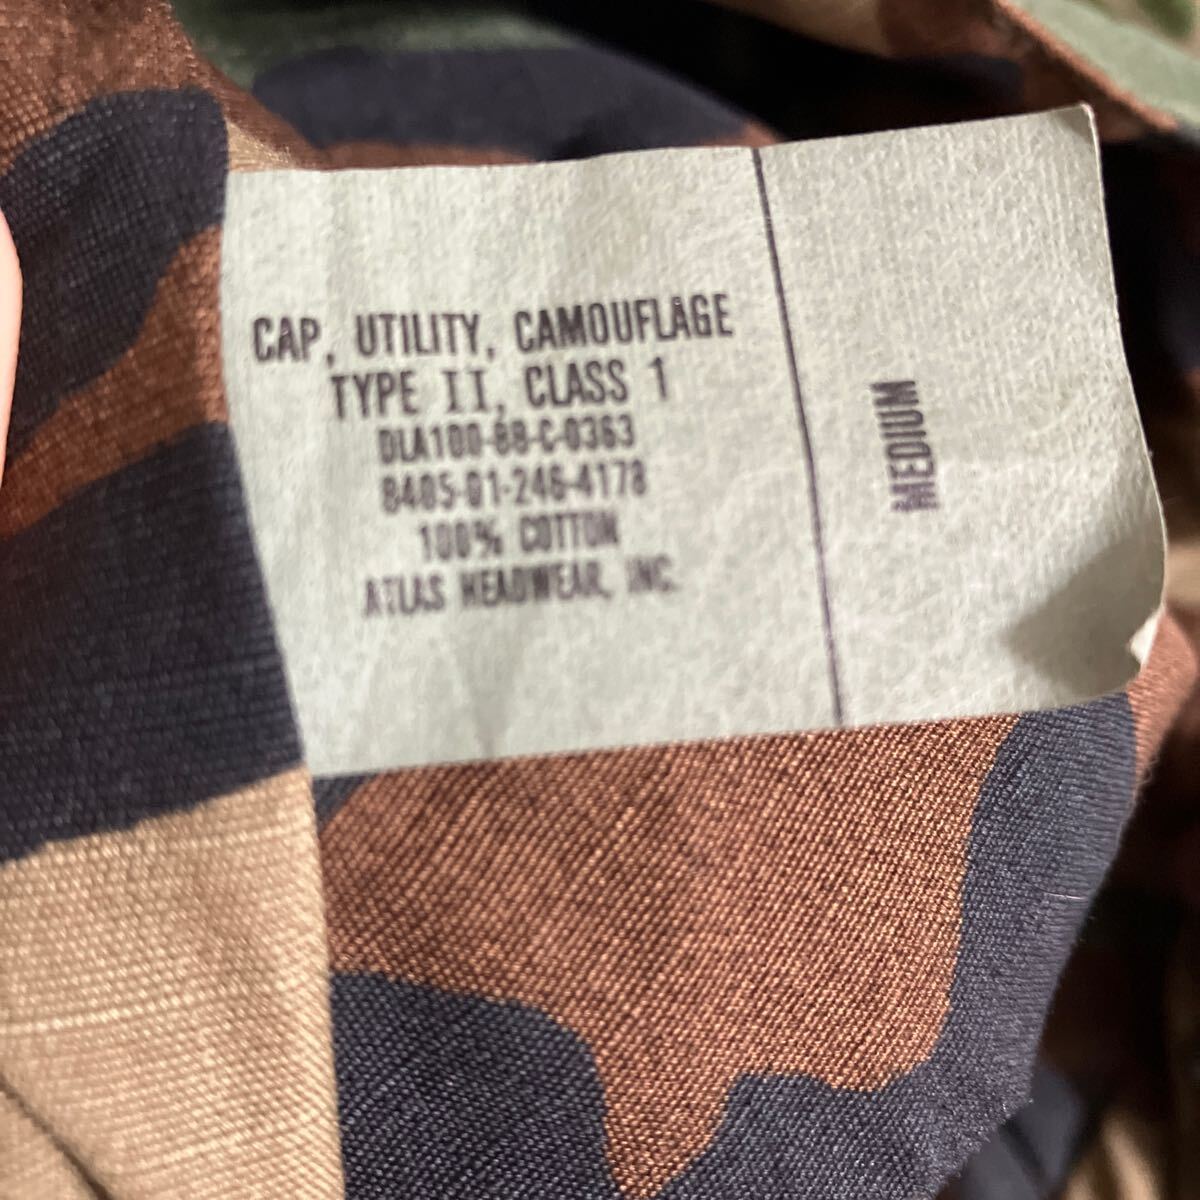 CAP, UTILITY, CAMOUFLAGE
TYPE II, CLASS 1
DLA100-88-C-0363
8405-01-246-4178
100% COTTON
ATLAS HEADWEAR, INC.
MEDIUM